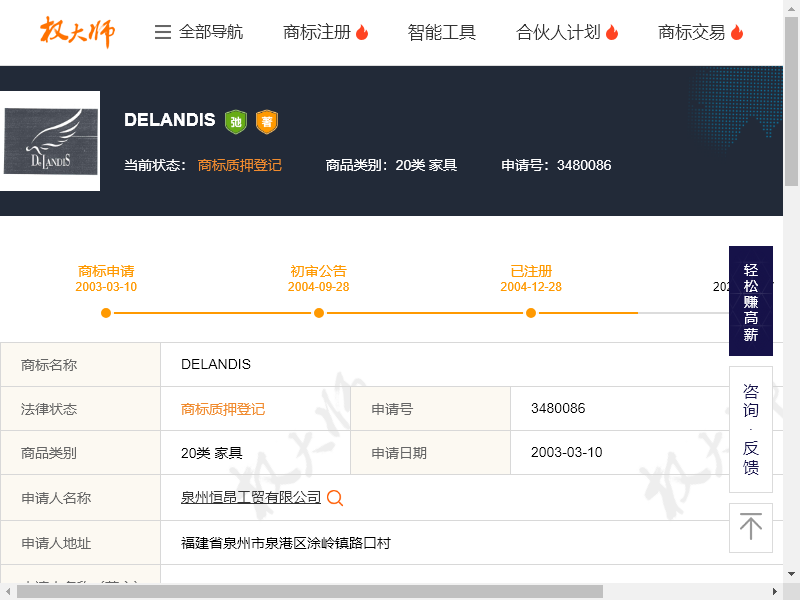 权大师
全部导航 商标注册 智能工具 合伙人计划 商标交易
DELANDIS 驰 著
DELANDIS
当前状态： 商标质押登记 商品类别：20类 家具 申请号：3480086
商标申请 初审公告 已注册
2003-03-10 2004-09-28 2004-12-28
轻松赚高薪
商标名称 DELANDIS
法律状态 商标质押登记 申请号 3480086
商品类别 20类 家具 申请日期 2003-03-10
咨询·反馈
申请人名称 泉州恒昂工贸有限公司
申请人地址 福建省泉州市泉港区涂岭镇路口村
权大师
权大